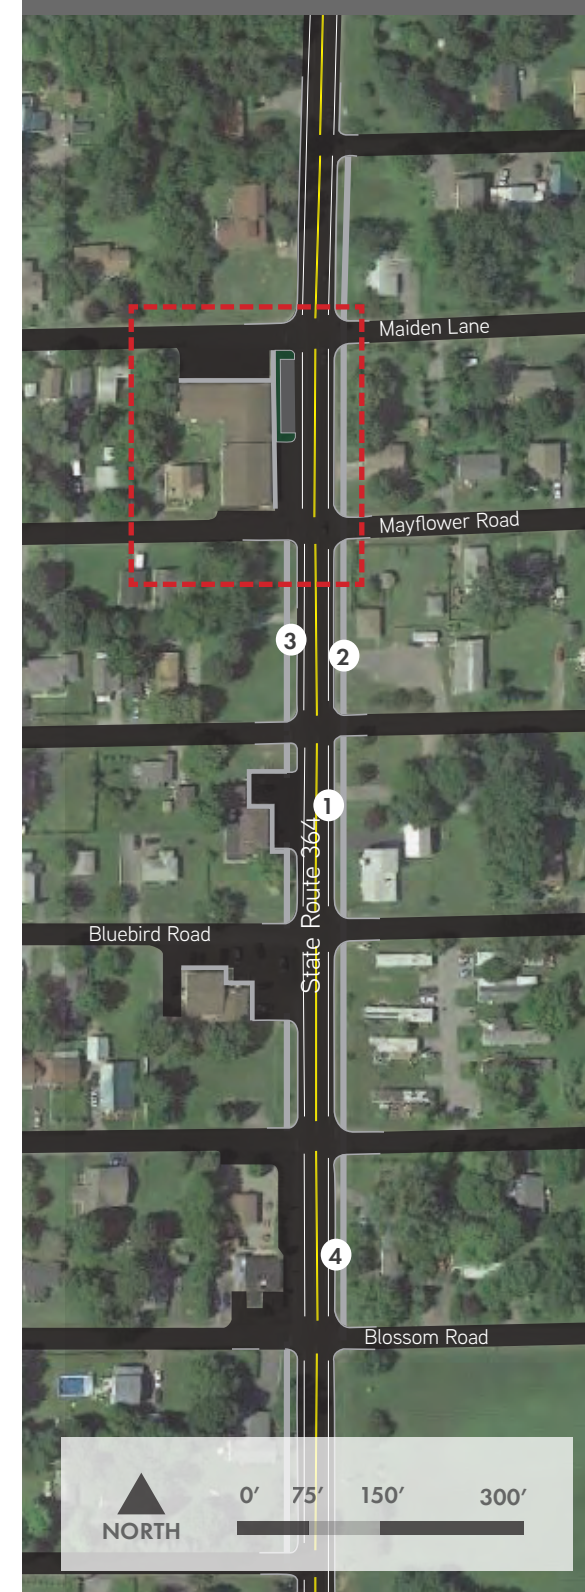 Maiden Lane
Mayflower Road
3
2
1
State Route 364
Bluebird Road
4
Blossom Road
0′ 75′ 150′ 300′
NORTH